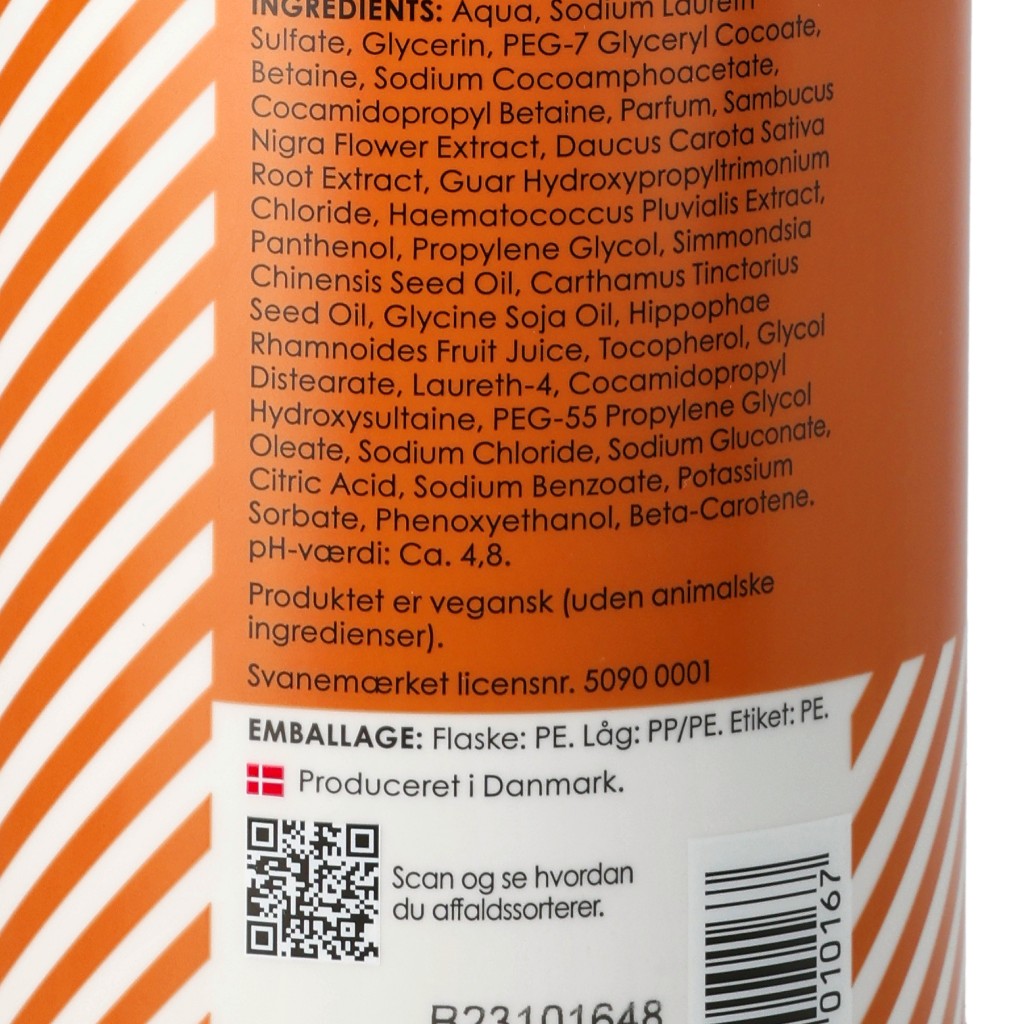 INGREDIENTS: Aqua, Sodium Laureth
Sulfate, Glycerin, PEG-7 Glyceryl Cocoate,
Betaine, Sodium Cocoamphoacetate,
Cocamidopropyl Betaine, Parfum, Sambucus
Nigra Flower Extract, Daucus Carota Sativa
Root Extract, Guar Hydroxypropyltrimonium
Chloride, Haematococcus Pluvialis Extract,
Panthenol, Propylene Glycol, Simmondsia
Chinensis Seed Oil, Carthamus Tinctorius
Seed Oil, Glycine Soja Oil, Hippophae
Rhamnoides Fruit Juice, Tocopherol, Glycol
Distearate, Laureth-4, Cocamidopropyl
Hydroxysultaine, PEG-55 Propylene Glycol
Oleate, Sodium Chloride, Sodium Gluconate,
Citric Acid, Sodium Benzoate, Potassium
Sorbate, Phenoxyethanol, Beta-Carotene.
pH-værdi: Ca. 4,8.
Produktet er vegansk (uden animalske
ingredienser).
Svanemærket licensnr. 5090 0001
EMBALLAGE: Flaske: PE. Låg: PP/PE. Etiket: PE.
Produceret i Danmark.
Scan og se hvordan
du affaldssorterer.
010167
B23101648